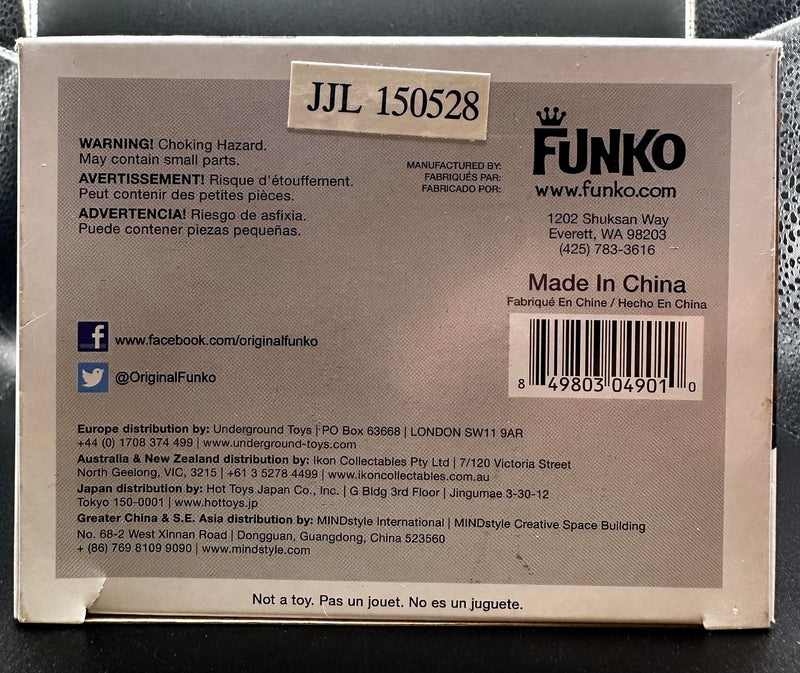 JJL 150528
WARNING! Choking Hazard.
May contain small parts.
AVERTISSEMENT! Risque d'étouffement.
Peut contenir des petites pièces.
ADVERTENCIA! Riesgo de asfixia.
Puede contener piezas pequeñas.
MANUFACTURED BY:
FABRIQUÉS PAR:
FABRICADO POR:
FUNKO
www.funko.com
1202 Shuksan Way
Everett, WA 98203
(425) 783-3616
Made In China
Fabriqué En Chine / Hecho En China
8 49803 04901 0
f www.facebook.com/originalfunko
@OriginalFunko
Europe distribution by: Underground Toys | PO Box 63668 | LONDON SW11 9AR
+44 (0) 1708 374 499 | www.underground-toys.com
Australia & New Zealand distribution by: Ikon Collectables Pty Ltd | 7/120 Victoria Street
North Geelong, VIC, 3215 | +61 3 5278 4499 | www.ikoncollectables.com.au
Japan distribution by: Hot Toys Japan Co., Inc. | G Bldg 3rd Floor | Jingumae 3-30-12
Tokyo 150-0001 | www.hottoys.jp
Greater China & S.E. Asia distribution by: MINDstyle International | MINDstyle Creative Space Building
No. 68-2 West Xinnan Road | Dongguan, Guangdong, China 523560
+ (86) 769 8109 9090 | www.mindstyle.com
Not a toy. Pas un jouet. No es un juguete.